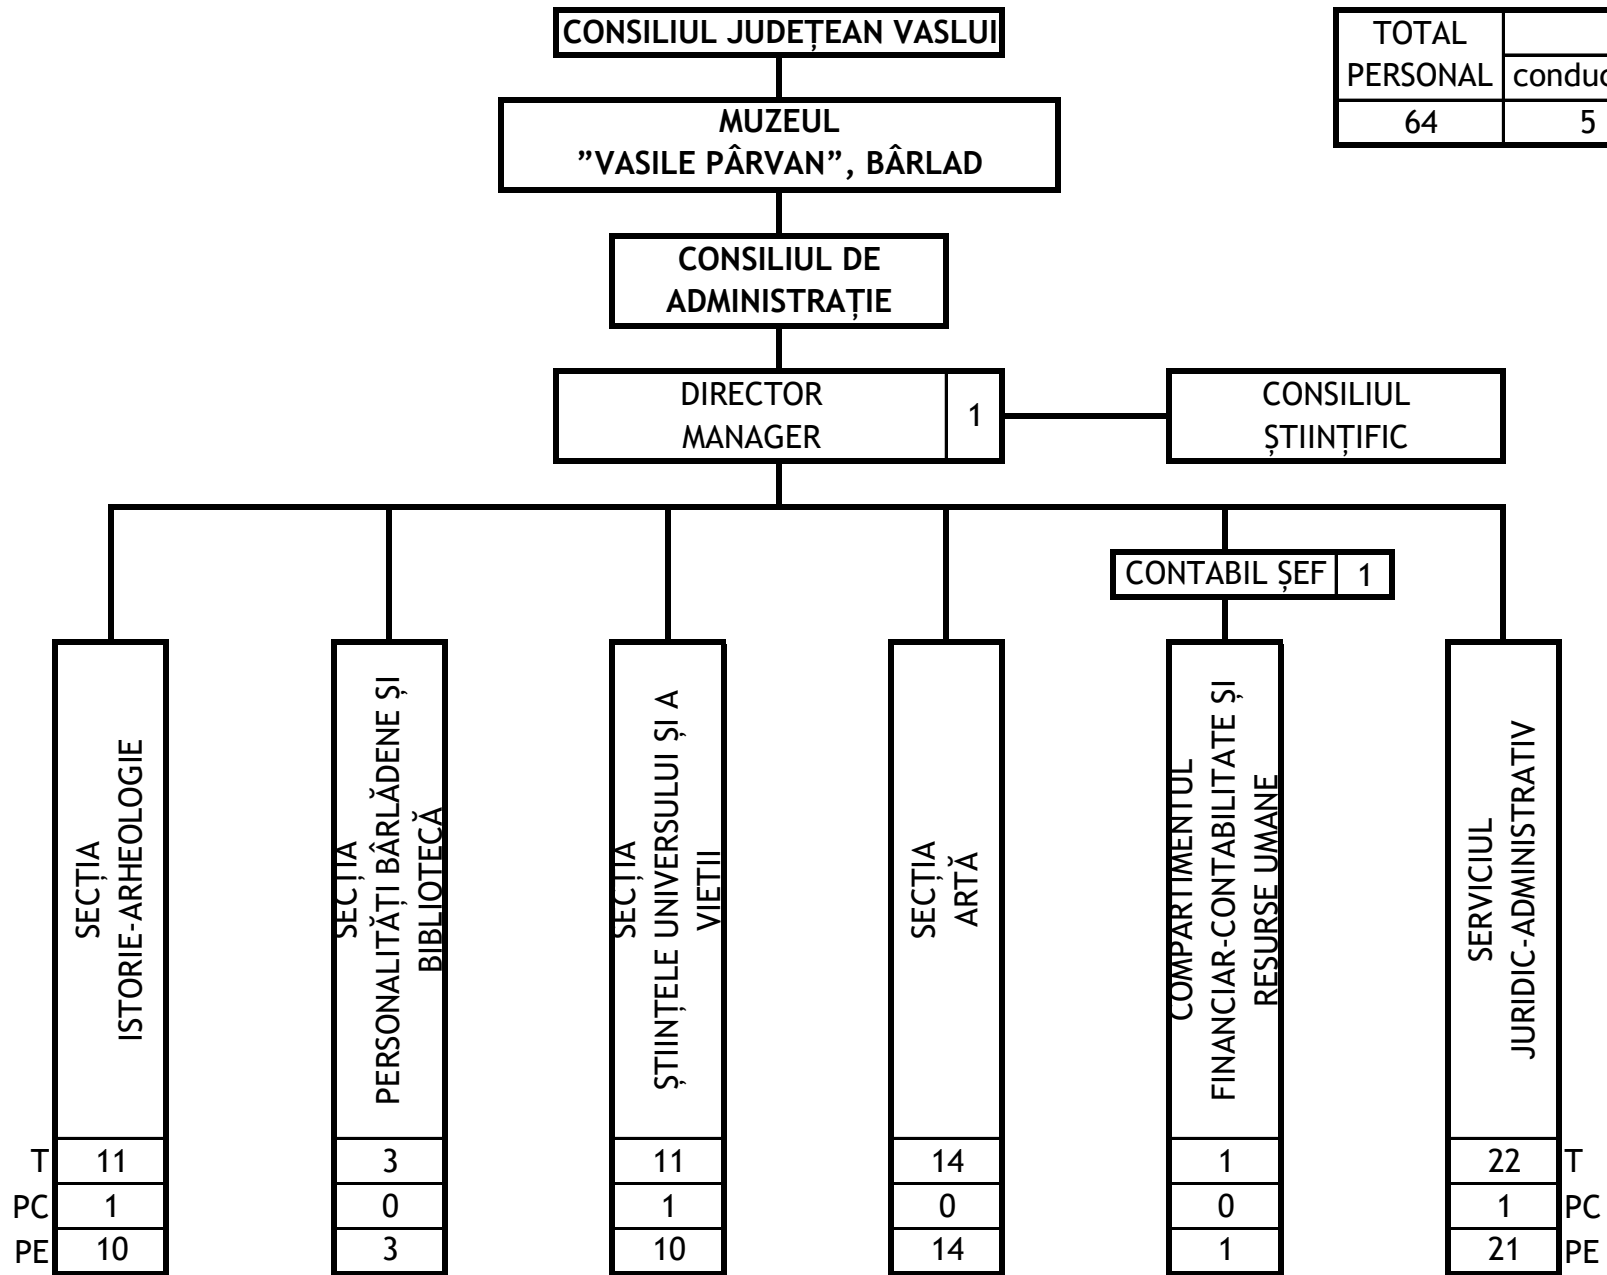 CONSILIUL JUDEȚEAN VASLUI
TOTAL
PERSONAL
64 5
MUZEUL
”VASILE PÂRVAN”, BÂRLAD
CONSILIUL DE
ADMINISTRAȚIE
DIRECTOR
MANAGER
1
CONSILIUL
ȘTIINȚIFIC
CONTABIL ȘEF 1
SECȚIA
ISTORIE-ARHEOLOGIE
SECȚIA
PERSONALITĂȚI BÂRLĂDENE ȘI
BIBLIOTECĂ
SECȚIA
ȘTIINȚELE UNIVERSULUI ȘI A
VIEȚII
SECȚIA
ARTĂ
COMPARTIMENTUL
FINANCIAR-CONTABILITATE ȘI
RESURSE UMANE
SERVICIUL
JURIDIC-ADMINISTRATIV
T 11 3 11 14 1 22 T
PC 1 0 1 0 0 1 PC
PE 10 3 10 14 1 21 PE